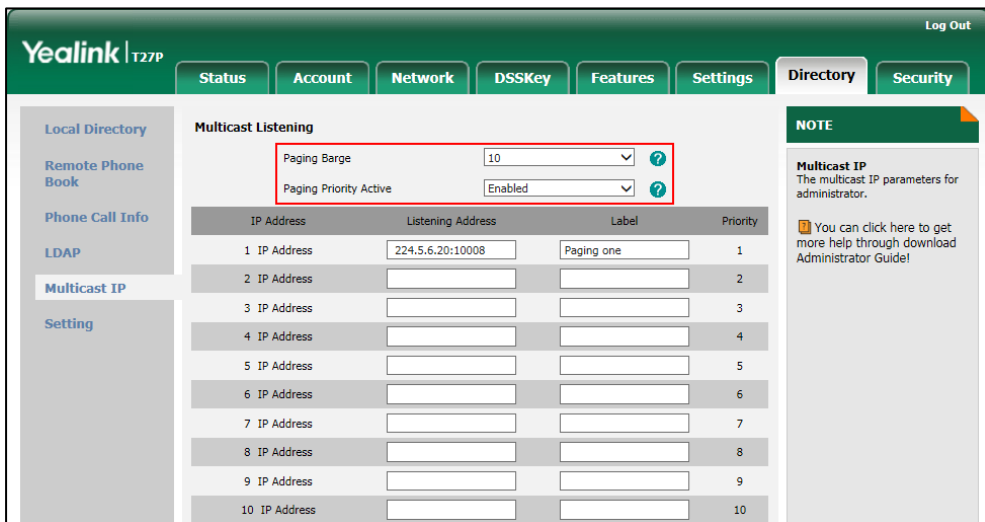 Log Out
Yealink | T27P
Status Account Network DSSKey Features Settings Directory Security
Local Directory
Remote Phone
Book
Phone Call Info
LDAP
Multicast IP
Setting
Multicast Listening
Paging Barge 10
Paging Priority Active Enabled
IP Address Listening Address Label Priority
1 IP Address 224.5.6.20:10008 Paging one 1
2 IP Address 2
3 IP Address 3
4 IP Address 4
5 IP Address 5
6 IP Address 6
7 IP Address 7
8 IP Address 8
9 IP Address 9
10 IP Address 10
NOTE
Multicast IP
The multicast IP parameters for
administrator.
You can click here to get
more help through download
Administrator Guide!